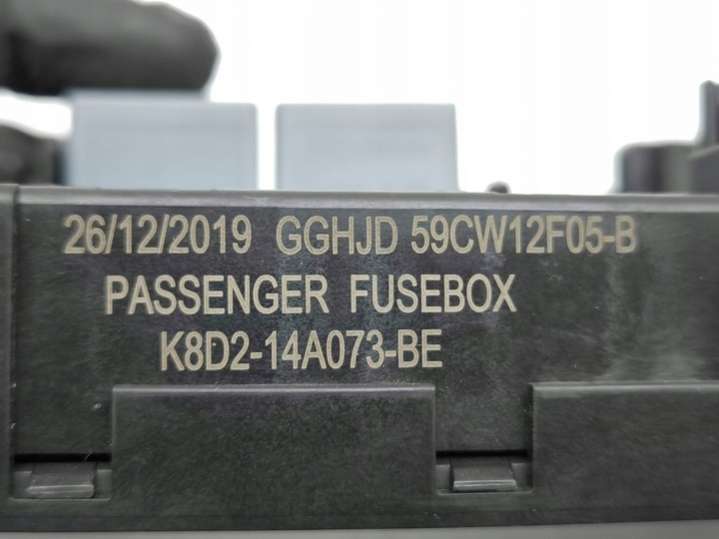 26/12/2019 GGHJD 59CW12F05-B
PASSENGER FUSEBOX
K8D2-14A073-BE